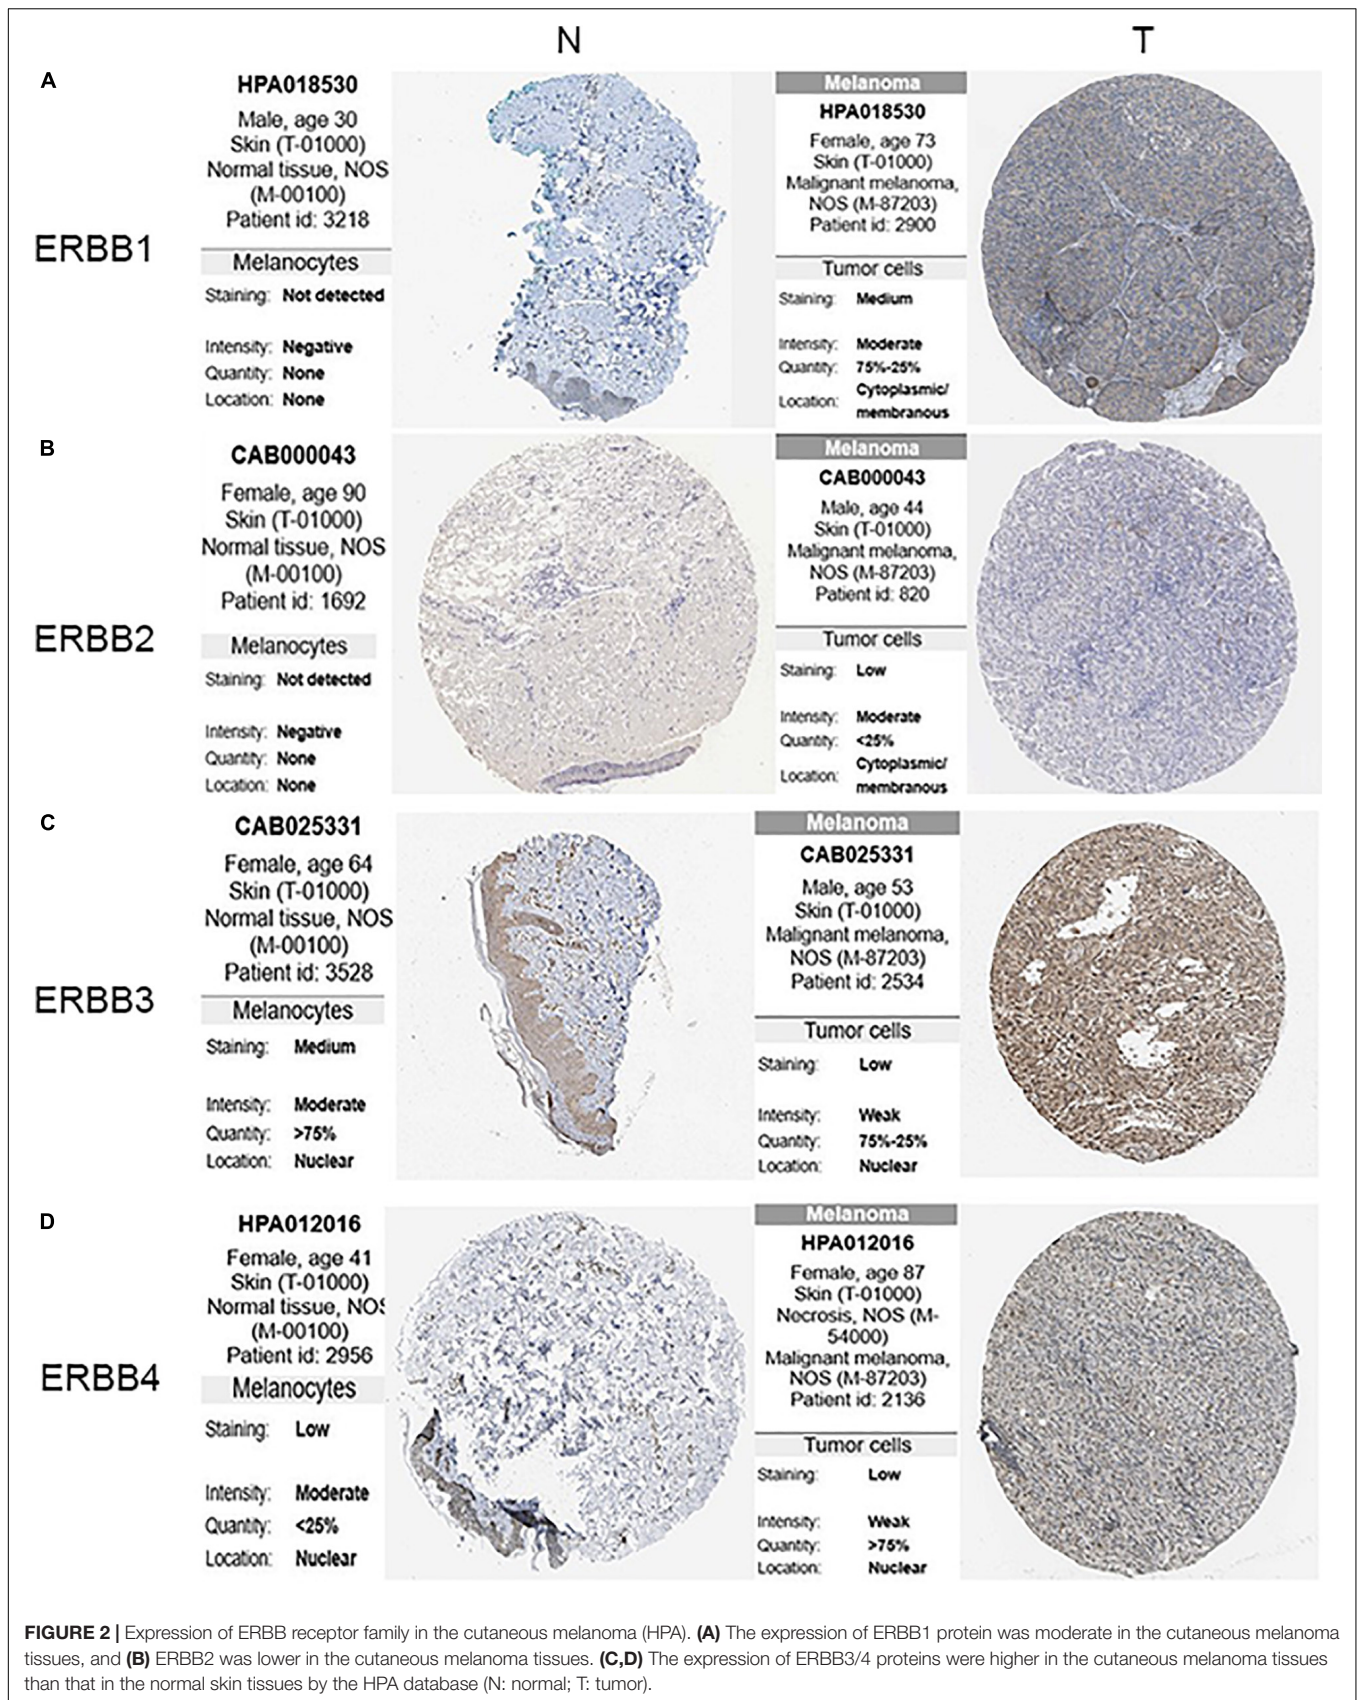 N
T
A
HPA018530
Male, age 30
Skin (T-01000)
Normal tissue, NOS
(M-00100)
Patient id: 3218
ERBB1
Melanocytes
Staining: Not detected
Intensity: Negative
Quantity: None
Location: None
Melanoma
HPA018530
Female, age 73
Skin (T-01000)
Malignant melanoma,
NOS (M-87203)
Patient id: 2900
Tumor cells
Staining: Medium
Intensity: Moderate
Quantity: 75%-25%
Location: Cytoplasmic/
membranous
B
CAB000043
Female, age 90
Skin (T-01000)
Normal tissue, NOS
(M-00100)
Patient id: 1692
ERBB2
Melanocytes
Staining: Not detected
Intensity: Negative
Quantity: None
Location: None
Melanoma
CAB000043
Male, age 44
Skin (T-01000)
Malignant melanoma,
NOS (M-87203)
Patient id: 820
Tumor cells
Staining: Low
Intensity: Moderate
Quantity: <25%
Location: Cytoplasmic/
membranous
C
CAB025331
Female, age 64
Skin (T-01000)
Normal tissue, NOS
(M-00100)
Patient id: 3528
ERBB3
Melanocytes
Staining: Medium
Intensity: Moderate
Quantity: >75%
Location: Nuclear
Melanoma
CAB025331
Male, age 53
Skin (T-01000)
Malignant melanoma,
NOS (M-87203)
Patient id: 2534
Tumor cells
Staining: Low
Intensity: Weak
Quantity: 75%-25%
Location: Nuclear
D
HPA012016
Female, age 41
Skin (T-01000)
Normal tissue, NOS
(M-00100)
Patient id: 2956
ERBB4
Melanocytes
Staining: Low
Intensity: Moderate
Quantity: <25%
Location: Nuclear
Melanoma
HPA012016
Female, age 87
Skin (T-01000)
Necrosis, NOS (M-
54000)
Malignant melanoma,
NOS (M-87203)
Patient id: 2136
Tumor cells
Staining: Low
Intensity: Weak
Quantity: >75%
Location: Nuclear
FIGURE 2 | Expression of ERBB receptor family in the cutaneous melanoma (HPA). (A) The expression of ERBB1 protein was moderate in the cutaneous melanoma
tissues, and (B) ERBB2 was lower in the cutaneous melanoma tissues. (C,D) The expression of ERBB3/4 proteins were higher in the cutaneous melanoma tissues
than that in the normal skin tissues by the HPA database (N: normal; T: tumor).